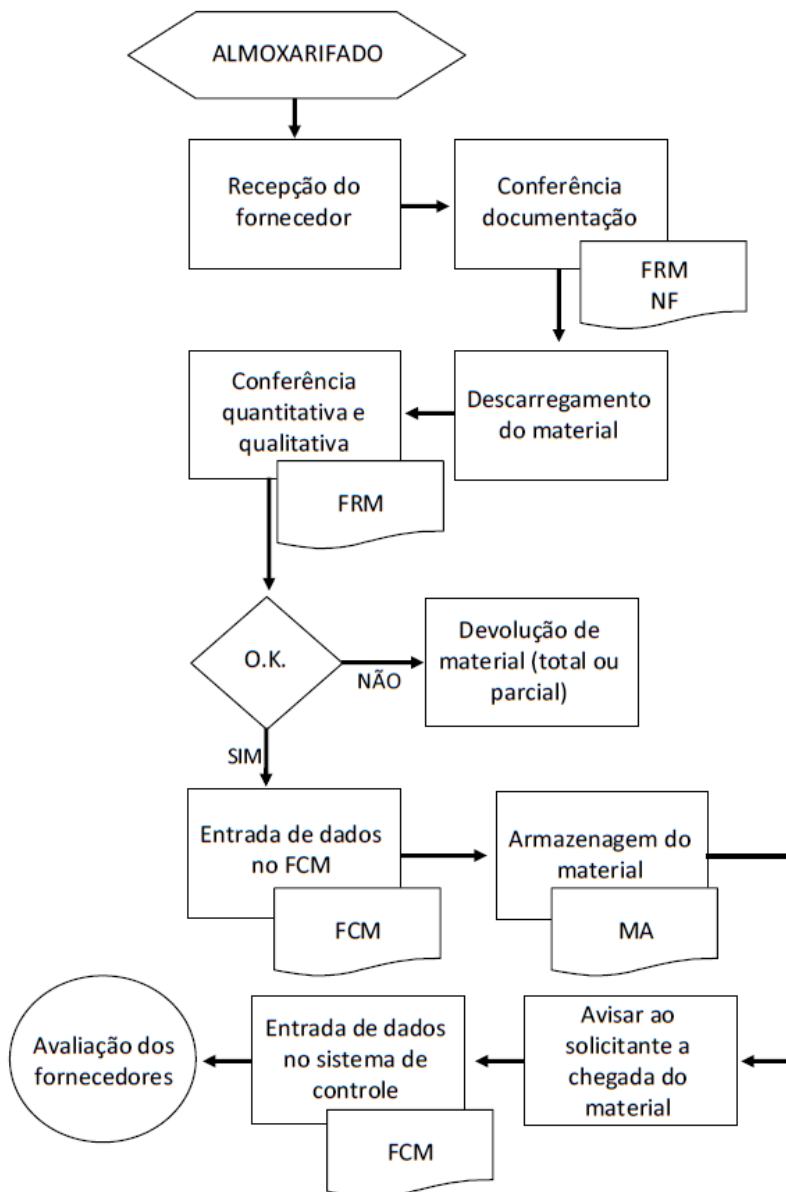 ALMOXARIFADO
Recepção do
fornecedor
Conferência
documentação
FRM
NF
Descarregamento
do material
Conferência
quantitativa e
qualitativa
FRM
O.K.
NÃO
Devolução de
material (total ou
parcial)
SIM
Entrada de dados
no FCM
FCM
Armazenagem do
material
MA
Avisar ao
solicitante a
chegada do
material
Entrada de dados
no sistema de
controle
FCM
Avaliação dos
fornecedores